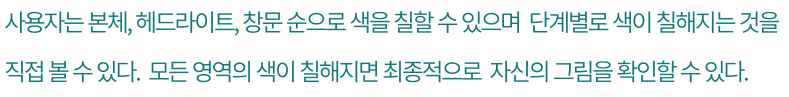 사용자는 본체, 헤드라이트, 창문 순으로 색을 칠할 수 있으며 단계별로 색이 칠해지는 것을
직접 볼 수 있다. 모든 영역의 색이 칠해지면 최종적으로 자신의 그림을 확인할 수 있다.